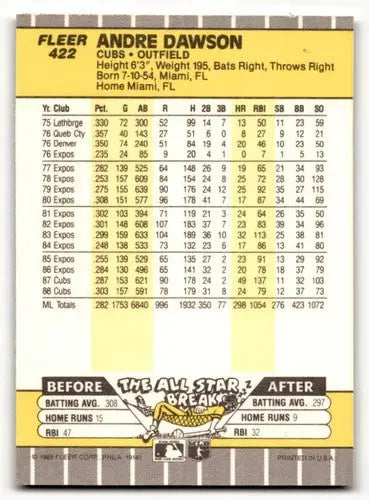 FLEER
422
ANDRE DAWSON
CUBS • OUTFIELD
Height 6'3", Weight 195, Bats Right, Throws Right
Born 7-10-54, Miami, FL
Home Miami, FL
Yr. Club Pct. G AB R H 2B 3B HR RBI SB BB SO
75 Lethbrge .330 72 300 52 99 14 7 13 50 11 23 59
76 Queb Cty .357 40 143 27 51 6 0 8 27 9 12 21
76 Denver .350 74 240 51 84 19 4 20 46 10 23 50
76 Expos .235 24 85 9 20 4 1 0 7 1 5 13
77 Expos .282 139 525 64 148 26 9 19 65 21 34 93
78 Expos .253 157 609 84 154 24 8 25 72 28 30 128
79 Expos .275 155 639 90 176 24 12 25 92 35 27 115
80 Expos .308 151 577 96 178 41 7 17 87 34 44 69
81 Expos .302 103 394 71 119 21 3 24 64 26 35 50
82 Expos .301 148 608 107 183 37 7 23 83 39 34 96
83 Expos .299 159 633 104 189 36 10 32 113 25 38 81
84 Expos .248 138 533 73 132 23 6 17 86 13 41 80
85 Expos .255 139 529 65 135 27 2 23 91 13 29 92
86 Expos .284 130 496 65 141 32 2 20 78 18 37 79
87 Cubs .287 153 621 90 178 24 2 49 137 11 32 103
88 Cubs .303 157 591 78 179 31 8 24 79 12 37 73
ML Totals .282 1753 6840 996 1932 350 77 298 1054 276 423 1072
BEFORE THE ALL STAR BREAK AFTER
BATTING AVG. .308 BATTING AVG. .297
HOME RUNS 15 HOME RUNS 9
RBI 47 RBI 32
© 1989 FLEER CORP., PHILA. 19141 PRINTED IN U.S.A.